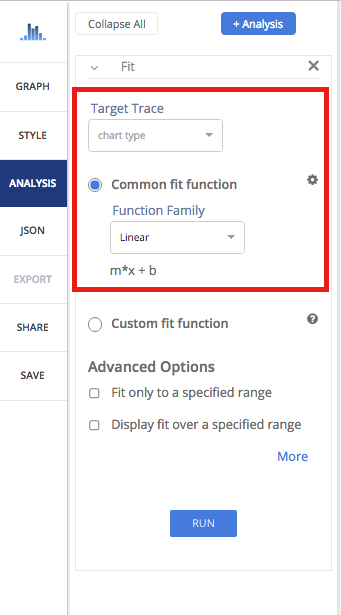 Collapse All
+ Analysis
GRAPH
STYLE
ANALYSIS
JSON
EXPORT
SHARE
SAVE
Fit
Target Trace
chart type
Common fit function
Function Family
Linear
m*x + b
Custom fit function
Advanced Options
Fit only to a specified range
Display fit over a specified range
More
RUN